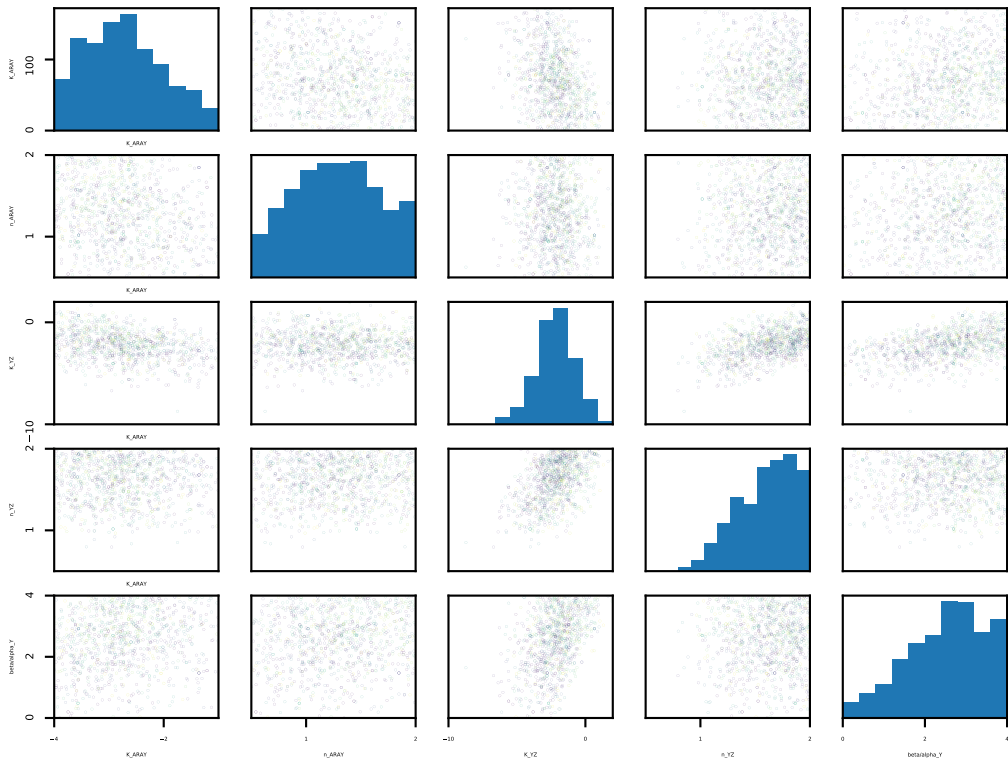 K_ARAY
100
0
K_ARAY
n_ARAY
2
1
K_ARAY
K_YZ
0
−10
K_ARAY
n_YZ
2
1
K_ARAY
beta/alpha_Y
4
2
0
−4 −2 1 2 −10 0 1 2 0 2 4
K_ARAY n_ARAY K_YZ n_YZ beta/alpha_Y